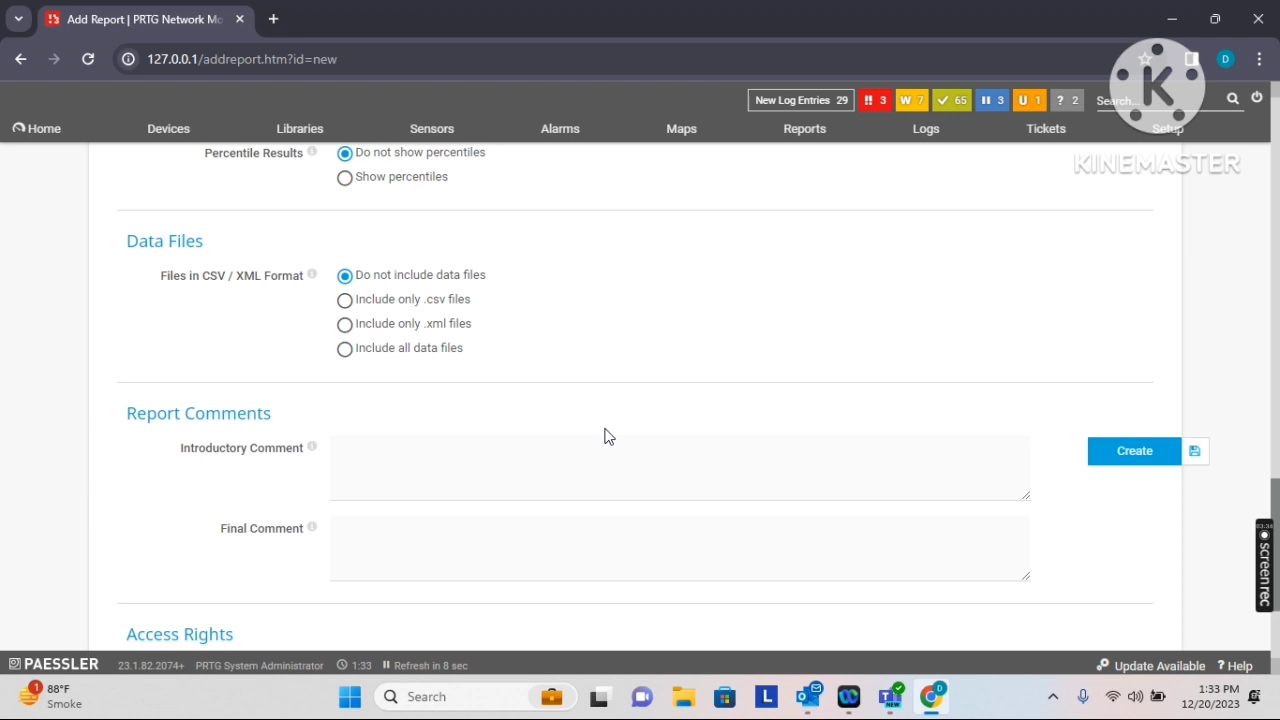 Add Report | PRTG Network Mo
127.0.0.1/addreport.htm?id=new
D
New Log Entries 29 !! 3 W 7 65 3 U 1 ? 2 Search...
K
Home Devices Libraries Sensors Alarms Maps Reports Logs Tickets Setup
KINEMASTER
Percentile Results Do not show percentiles
Show percentiles
Data Files
Files in CSV / XML Format Do not include data files
Include only .csv files
Include only .xml files
Include all data files
Report Comments
Introductory Comment
Create
Final Comment
03:34
screenrec
Access Rights
PAESSLER 23.1.82.2074+ PRTG System Administrator 1:33 Refresh in 8 sec Update Available ? Help
1 88°F
Smoke
Search
L
NEW
D
1:33 PM
12/20/2023